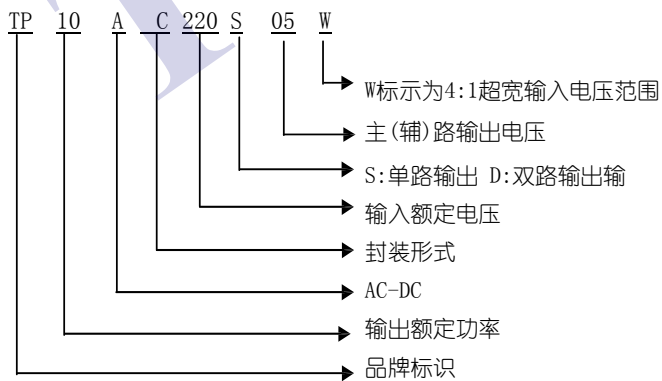 TP 10 A C 220 S 05 W
W标示为4:1超宽输入电压范围
主(辅)路输出电压
S:单路输出 D:双路输出输
输入额定电压
封装形式
AC-DC
输出额定功率
品牌标识